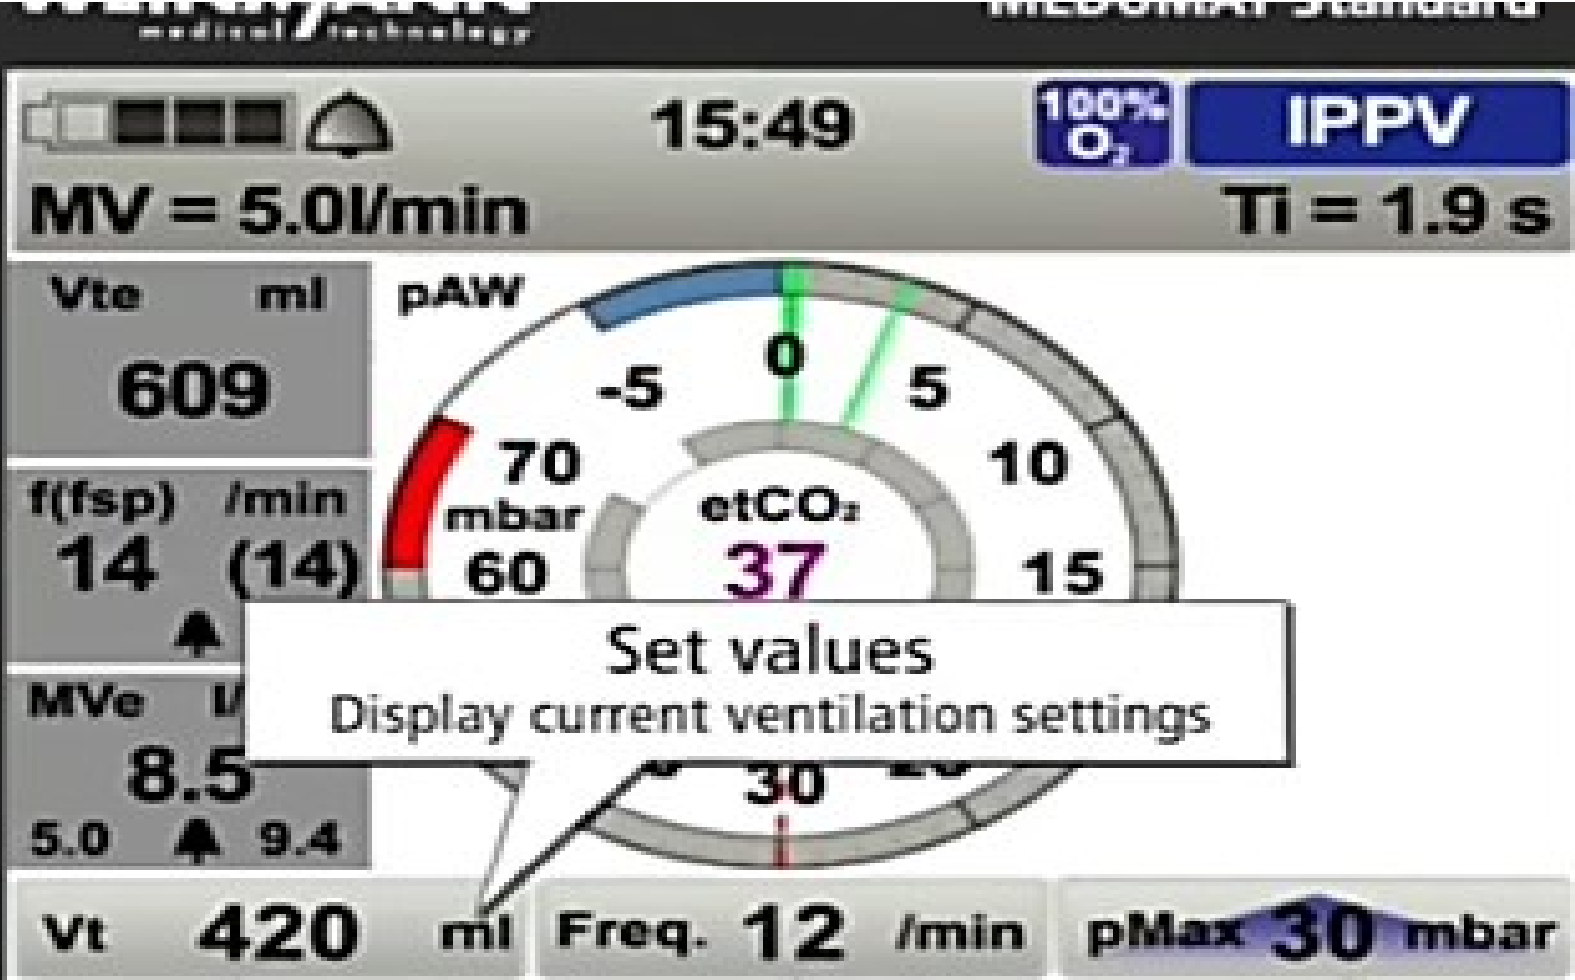 medical technology
MEDUMAT Standard
15:49
100%
O₂
IPPV
MV = 5.0l/min
Ti = 1.9 s
Vte ml
609
f(fsp) /min
14 (14)
MVe l/
8.5
5.0 9.4
pAW
-5
0
5
70
10
mbar
60
15
etCO₂
37
Set values
Display current ventilation settings
30
Vt 420 ml
Freq. 12 /min
pMax 30 mbar